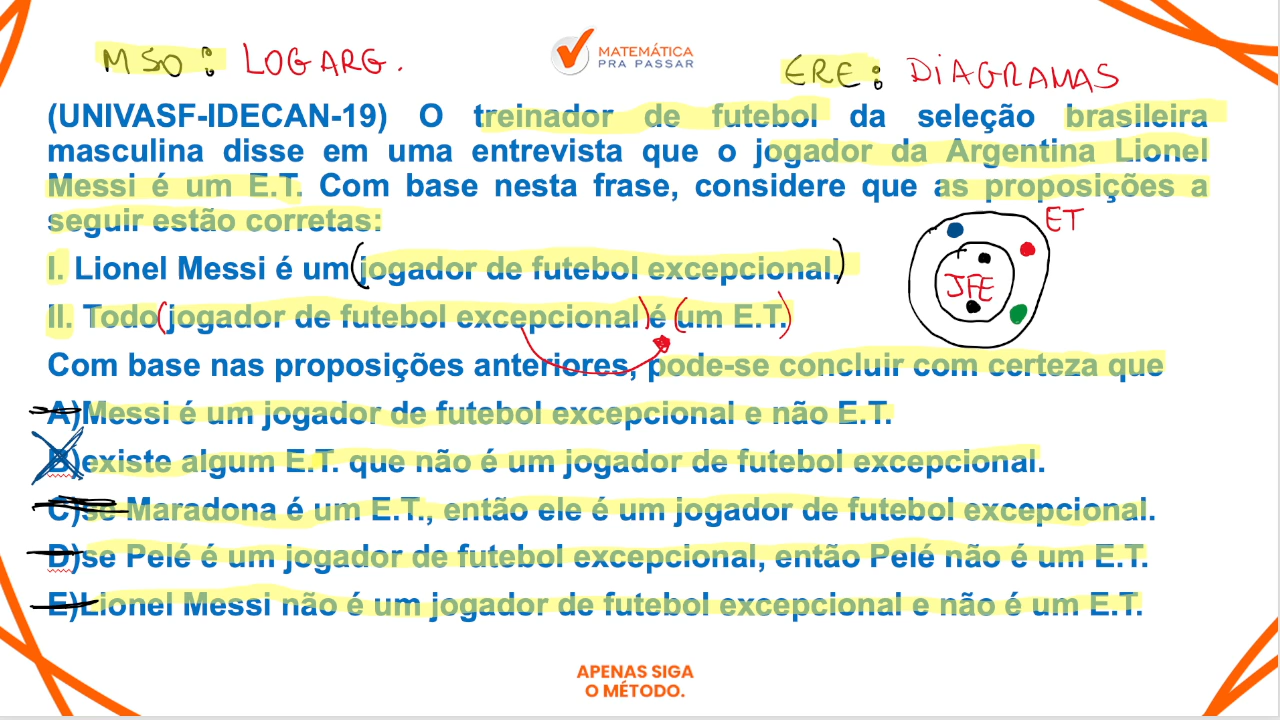 MSO: LOG ARG.
MATEMÁTICA
PRA PASSAR
ERE: DIAGRAMAS
(UNIVASF-IDECAN-19) O treinador de futebol da seleção brasileira
masculina disse em uma entrevista que o jogador da Argentina Lionel
Messi é um E.T. Com base nesta frase, considere que as proposições a
seguir estão corretas:
ET
I. Lionel Messi é um jogador de futebol excepcional.
JFE
II. Todo jogador de futebol excepcional é um E.T.
Com base nas proposições anteriores, pode-se concluir com certeza que
A)Messi é um jogador de futebol excepcional e não E.T.
B)existe algum E.T. que não é um jogador de futebol excepcional.
C)se Maradona é um E.T., então ele é um jogador de futebol excepcional.
D)se Pelé é um jogador de futebol excepcional, então Pelé não é um E.T.
E)Lionel Messi não é um jogador de futebol excepcional e não é um E.T.
APENAS SIGA
O MÉTODO.